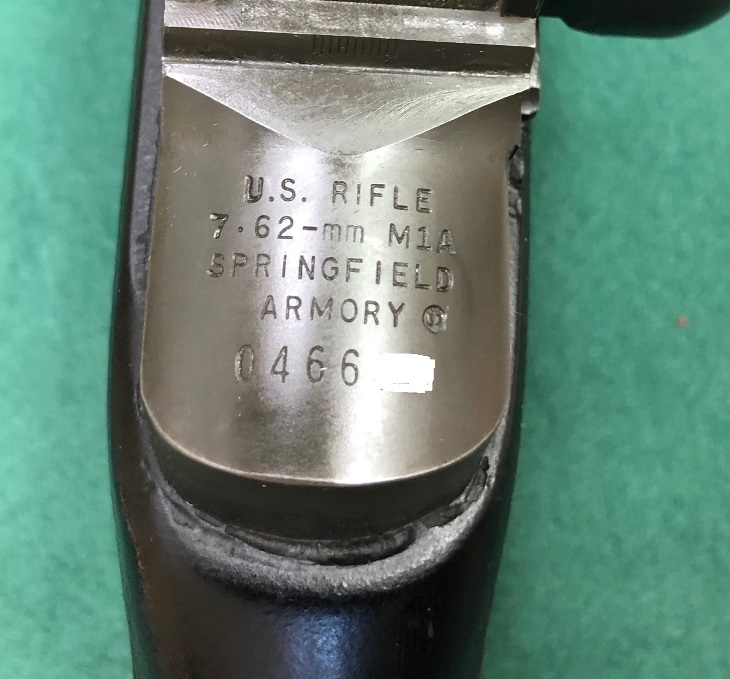 U.S. RIFLE
7.62-mm M1A
SPRINGFIELD
ARMORY ®
0466